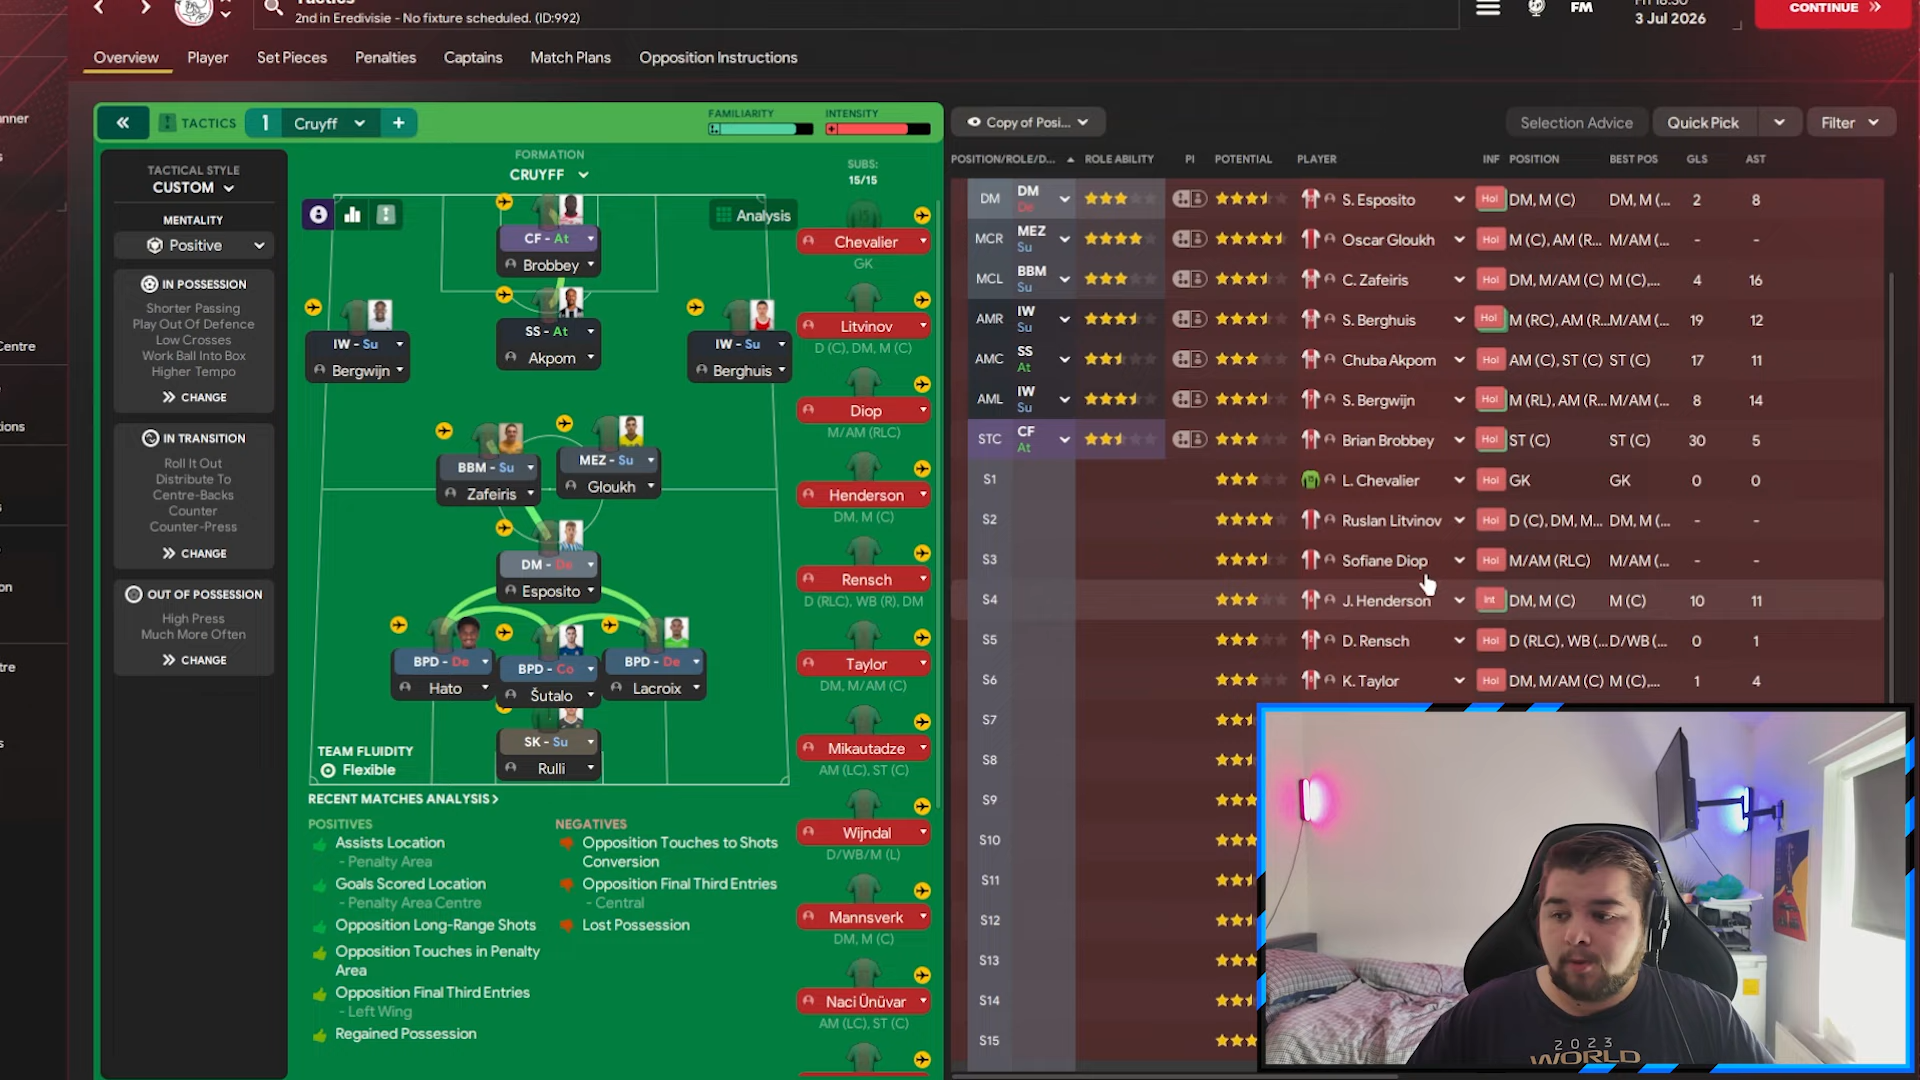 2nd in Eredivisie - No fixture scheduled. (ID:992)
FM
3 Jul 2026
CONTINUE
Overview
Player
Set Pieces
Penalties
Captains
Match Plans
Opposition Instructions
TACTICS
1
Cruyff
FAMILIARITY
INTENSITY
TACTICAL STYLE
CUSTOM
MENTALITY
Positive
IN POSSESSION
Shorter Passing
Play Out Of Defence
Low Crosses
Work Ball Into Box
Higher Tempo
CHANGE
IN TRANSITION
Roll It Out
Distribute To
Centre-Backs
Counter
Counter-Press
CHANGE
OUT OF POSSESSION
High Press
Much More Often
CHANGE
FORMATION
CRUYFF
Analysis
CF - At
Brobbey
SS - At
Akpom
IW - Su
Bergwijn
IW - Su
Berghuis
BBM - Su
Zafeiris
MEZ - Su
Gloukh
DM - De
Esposito
BPD - De
Hato
BPD - Co
Šutalo
BPD - De
Lacroix
SK - Su
Rulli
TEAM FLUIDITY
Flexible
RECENT MATCHES ANALYSIS
POSITIVES
Assists Location
- Penalty Area
Goals Scored Location
- Penalty Area Centre
Opposition Long-Range Shots
Opposition Touches in Penalty
Area
Opposition Final Third Entries
- Left Wing
Regained Possession
NEGATIVES
Opposition Touches to Shots
Conversion
Opposition Final Third Entries
- Central
Lost Possession
SUBS:
15/15
Chevalier
GK
Litvinov
D (C), DM, M (C)
Diop
M/AM (RLC)
Henderson
DM, M (C)
Rensch
D (RLC), WB (R), DM
Taylor
DM, M/AM (C)
Mikautadze
AM (LC), ST (C)
Wijndal
D/WB/M (L)
Mannsverk
DM, M (C)
Naci Ünüvar
AM (LC), ST (C)
Copy of Posi...
Selection Advice
Quick Pick
Filter
POSITION/ROLE/D... ROLE ABILITY PI POTENTIAL PLAYER INF POSITION BEST POS GLS AST
DM DM De S. Esposito Hol DM, M (C) DM, M (... 2 8
MCR MEZ Su Oscar Gloukh Hol M (C), AM (R... M/AM (... - -
MCL BBM Su C. Zafeiris Hol DM, M/AM (C) M (C),... 4 16
AMR IW Su S. Berghuis Hol M (RC), AM (R... M/AM (... 19 12
AMC SS At Chuba Akpom Hol AM (C), ST (C) ST (C) 17 11
AML IW Su S. Bergwijn Hol M (RL), AM (R... M/AM (... 8 14
STC CF At Brian Brobbey Hol ST (C) ST (C) 30 5
S1 L. Chevalier Hol GK GK 0 0
S2 Ruslan Litvinov Hol D (C), DM, M... DM, M (... - -
S3 Sofiane Diop Hol M/AM (RLC) M/AM (... - -
S4 J. Henderson Int DM, M (C) M (C) 10 11
S5 D. Rensch Hol D (RLC), WB (... D/WB (... 0 1
S6 K. Taylor Hol DM, M/AM (C) M (C),... 1 4
S7
S8
S9
S10
S11
S12
S13
S14
S15
2023
WORLD